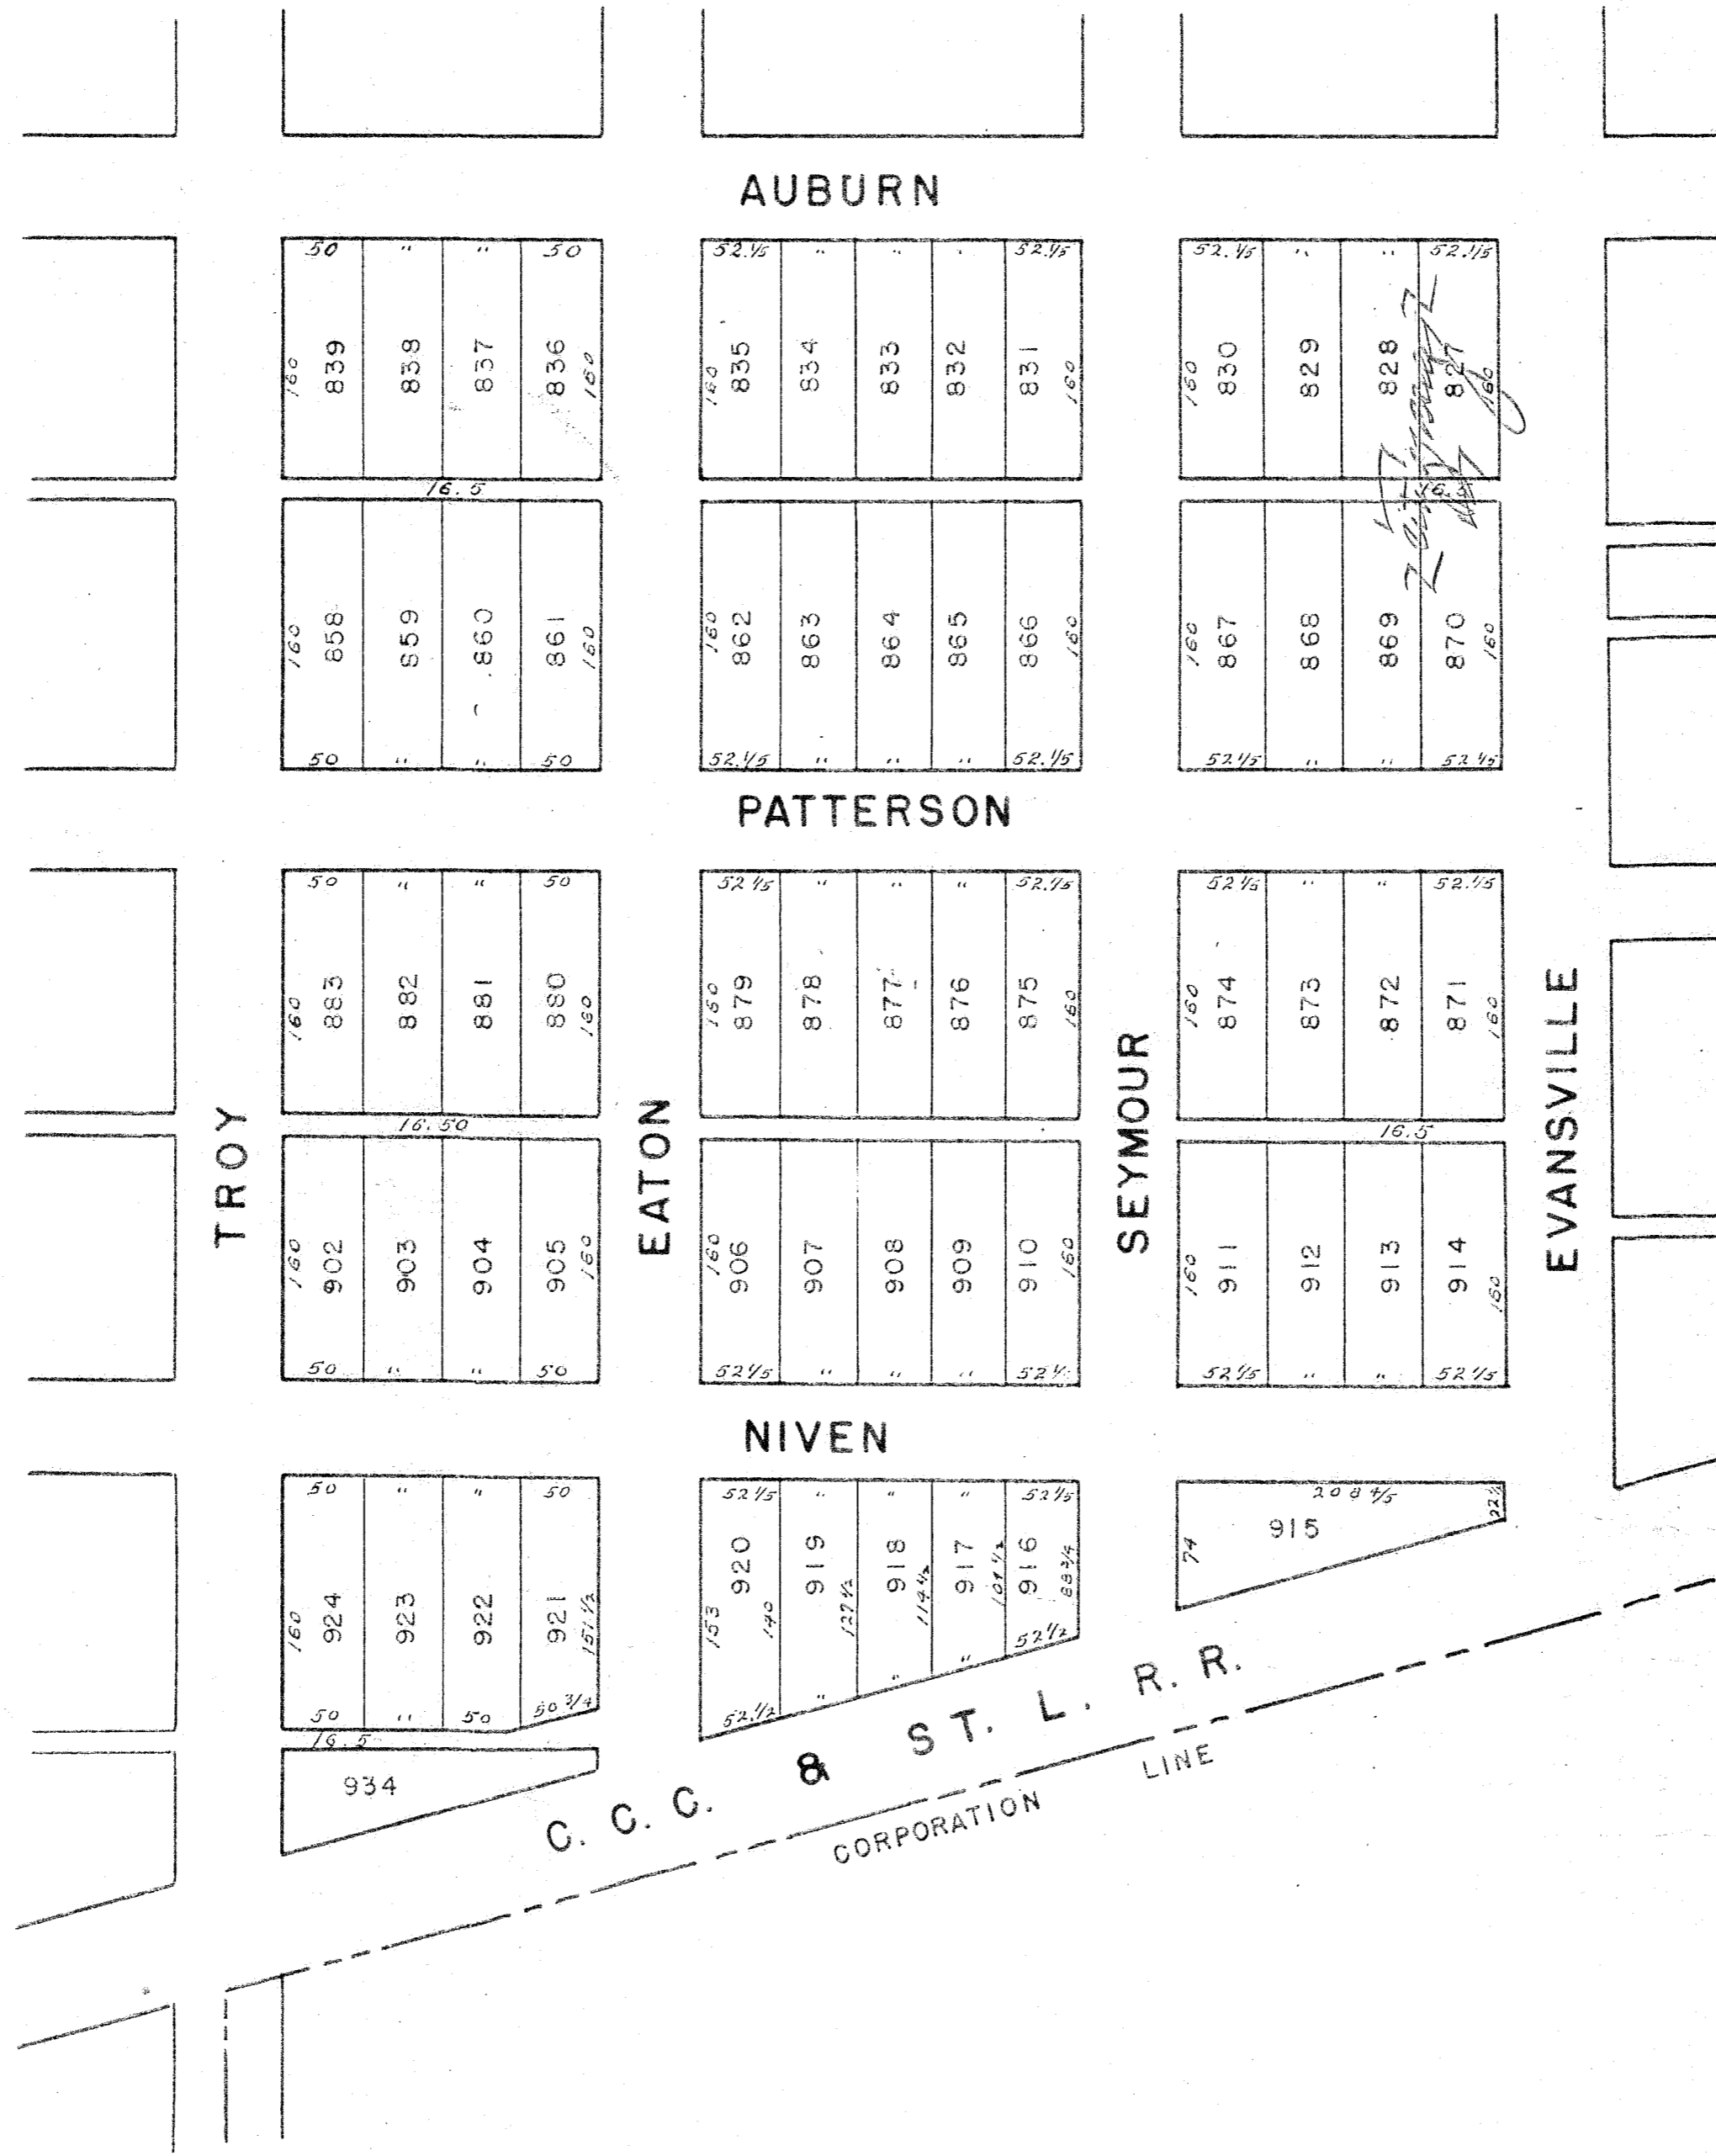 AUBURN
50 " " 50 52.1/5 " " " 52.1/5 52.1/5 " " 52.1/5
160 839 838 837 836 160 160 835 834 833 832 831 160 160 830 829 828 827 160
16.5 16.5
160 858 859 860 861 160 160 862 863 864 865 866 160 160 867 868 869 870 160
50 " " 50 52.1/5 " " " 52.1/5 52 1/5 " " 52 1/5
PATTERSON
50 " " 50 52 1/5 " " " 52.1/5 52 1/5 " " 52.1/5
160 883 882 881 880 160 160 879 878 877 876 875 160 160 874 873 872 871 160
16.50 16.5
TROY EATON SEYMOUR EVANSVILLE
160 902 903 904 905 160 160 906 907 908 909 910 160 160 911 912 913 914 160
50 " " 50 52 1/5 " " " 52 1/5 " " 52 1/5
NIVEN
50 " " 50 52 1/5 " " " 52 1/5 208 4/5
160 924 923 922 921 151 1/2 153 920 140 919 127 1/2 918 114 1/2 917 101 1/2 916 88 3/4 74 915
50 " 50 50 3/4 52.1/2 " " " 52 1/2
16.5
934
C. C. C. & ST. L. R. R.
CORPORATION LINE